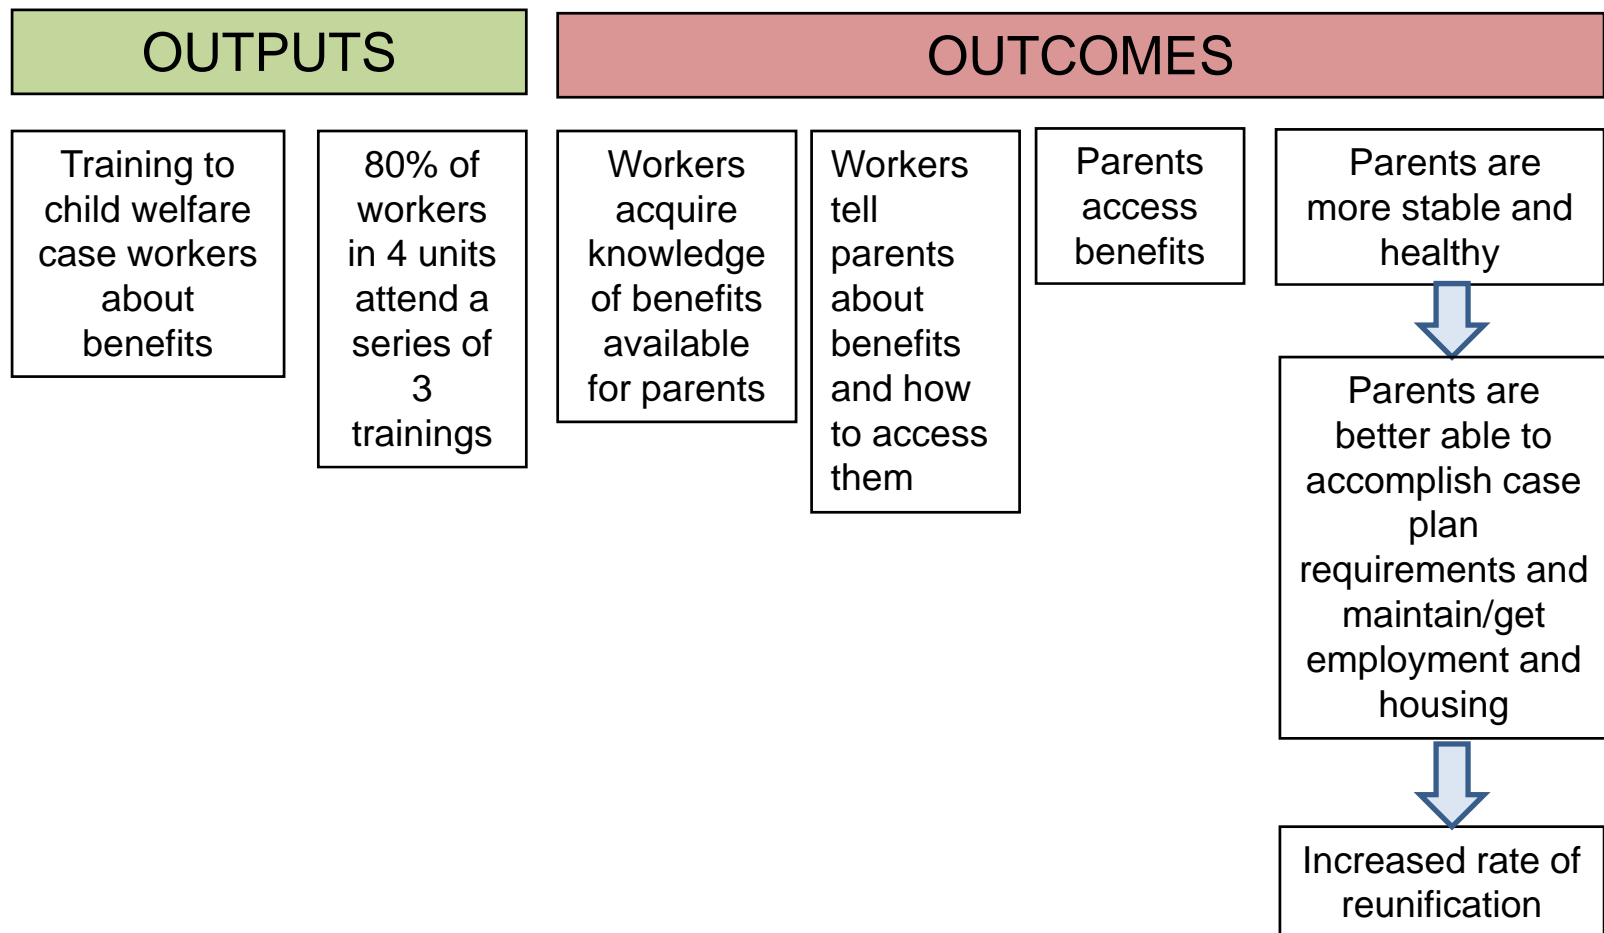 OUTPUTS
OUTCOMES
Training to
child welfare
case workers
about
benefits
80% of
workers
in 4 units
attend a
series of
3
trainings
Workers
acquire
knowledge
of benefits
available
for parents
Workers
tell
parents
about
benefits
and how
to access
them
Parents
access
benefits
Parents are
more stable and
healthy
Parents are
better able to
accomplish case
plan
requirements and
maintain/get
employment and
housing
Increased rate of
reunification